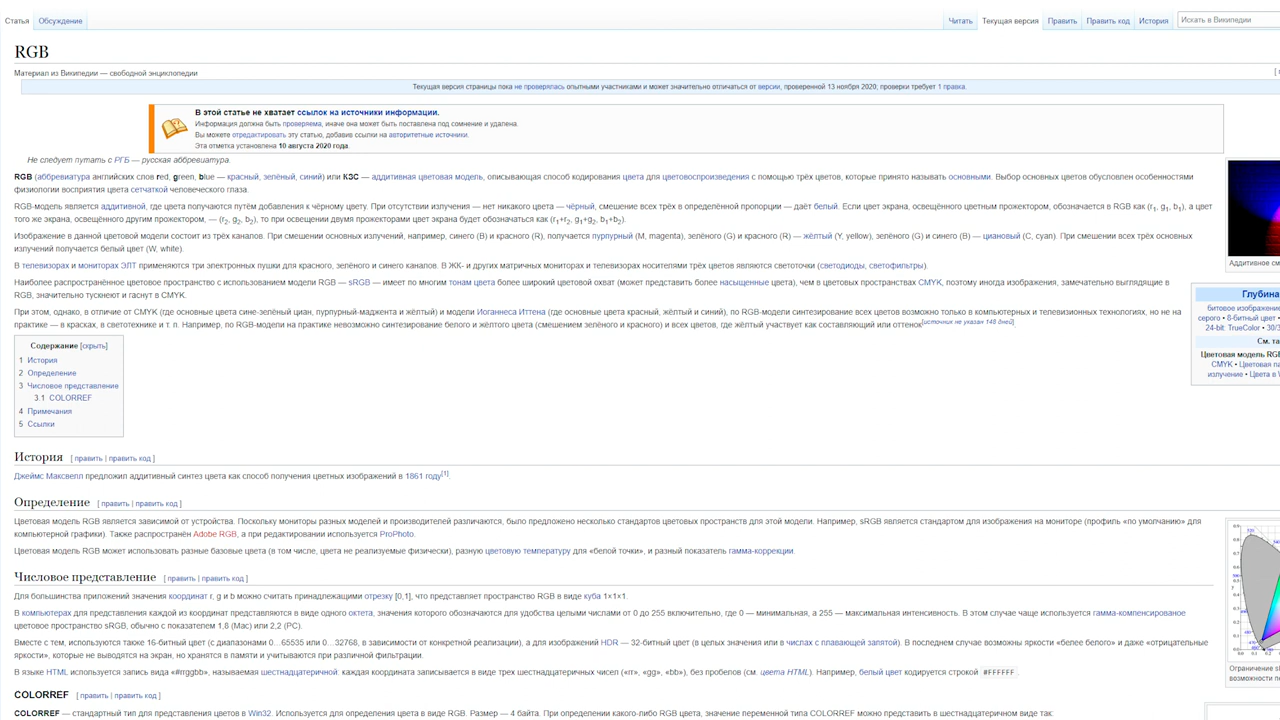 Статья Обсуждение Читать Текущая версия Править Править код История Искать в Википедии
RGB
Материал из Википедии — свободной энциклопедии
Текущая версия страницы пока не проверялась опытными участниками и может значительно отличаться от версии, проверенной 13 ноября 2020; проверки требует 1 правка.
В этой статье не хватает ссылок на источники информации.
Информация должна быть проверяема, иначе она может быть поставлена под сомнение и удалена.
Вы можете отредактировать эту статью, добавив ссылки на авторитетные источники.
Эта отметка установлена 10 августа 2020 года.
Не следует путать с РГБ — русская аббревиатура.
RGB (аббревиатура английских слов red, green, blue — красный, зелёный, синий) или КЗС — аддитивная цветовая модель, описывающая способ кодирования цвета для цветовоспроизведения с помощью трёх цветов, которые принято называть основными. Выбор основных цветов обусловлен особенностями
физиологии восприятия цвета сетчаткой человеческого глаза.
RGB-модель является аддитивной, где цвета получаются путём добавления к чёрному цвету. При отсутствии излучения — нет никакого цвета — чёрный, смешение всех трёх в определённой пропорции — даёт белый. Если цвет экрана, освещённого цветным прожектором, обозначается в RGB как (r1, g1, b1), а цвет
того же экрана, освещённого другим прожектором, — (r2, g2, b2), то при освещении двумя прожекторами цвет экрана будет обозначаться как (r1+r2, g1+g2, b1+b2).
Изображение в данной цветовой модели состоит из трёх каналов. При смешении основных излучений, например, синего (B) и красного (R), получается пурпурный (M, magenta), зелёного (G) и красного (R) — жёлтый (Y, yellow), зелёного (G) и синего (B) — циановый (C, cyan). При смешении всех трёх основных
излучений получается белый цвет (W, white).
В телевизорах и мониторах ЭЛТ применяются три электронных пушки для красного, зелёного и синего каналов. В ЖК- и других матричных мониторах и телевизорах носителями трёх цветов являются светоточки (светодиоды, светофильтры).
Аддитивное см
Наиболее распространённое цветовое пространство с использованием модели RGB — sRGB — имеет по многим тонам цвета более широкий цветовой охват (может представить более насыщенные цвета), чем в цветовых пространствах CMYK, поэтому иногда изображения, замечательно выглядящие в
RGB, значительно тускнеют и гаснут в CMYK.
При этом, однако, в отличие от CMYK (где основные цвета сине-зелёный циан, пурпурный-маджента и жёлтый) и модели Иоганнеса Иттена (где основные цвета красный, жёлтый и синий), по RGB-модели синтезирование всех цветов возможно только в компьютерных и телевизионных технологиях, но не на
практике — в красках, в светотехнике и т. п. Например, по RGB-модели на практике невозможно синтезирование белого и жёлтого цвета (смешением зелёного и красного) и всех цветов, где жёлтый участвует как составляющий или оттенок[источник не указан 148 дней]
Глубина
битовое изображение
серого • 8-битный цвет •
24-bit: TrueColor • 30/3
См. та
Цветовая модель RGB
CMYK • Цветовая па
излучение • Цвета в W
Содержание [скрыть]
1 История
2 Определение
3 Числовое представление
3.1 COLORREF
4 Примечания
5 Ссылки
История [ править | править код ]
Джеймс Максвелл предложил аддитивный синтез цвета как способ получения цветных изображений в 1861 году[1].
Определение [ править | править код ]
Цветовая модель RGB является зависимой от устройства. Поскольку мониторы разных моделей и производителей различаются, было предложено несколько стандартов цветовых пространств для этой модели. Например, sRGB является стандартом для изображения на мониторе (профиль «по умолчанию» для
компьютерной графики). Также распространён Adobe RGB, а при редактировании используется ProPhoto.
Цветовая модель RGB может использовать разные базовые цвета (в том числе, цвета не реализуемые физически), разную цветовую температуру для «белой точки», и разный показатель гамма-коррекции.
Числовое представление [ править | править код ]
Для большинства приложений значения координат r, g и b можно считать принадлежащими отрезку [0,1], что представляет пространство RGB в виде куба 1×1×1.
В компьютерах для представления каждой из координат представляются в виде одного октета, значения которого обозначаются для удобства целыми числами от 0 до 255 включительно, где 0 — минимальная, а 255 — максимальная интенсивность. В этом случае чаще используется гамма-компенсированое
цветовое пространство sRGB, обычно с показателем 1,8 (Mac) или 2,2 (PC).
Вместе с тем, используются также 16-битный цвет (с диапазонами 0…65535 или 0…32768, в зависимости от конкретной реализации), а для изображений HDR — 32-битный цвет (в целых значения или в числах с плавающей запятой). В последнем случае возможны яркости «белее белого» и даже «отрицательные
яркости», которые не выводятся на экран, но хранятся в памяти и учитываются при различной фильтрации.
Ограничение sR
возможности пе
В языке HTML используется запись вида «#rrggbb», называемая шестнадцатеричной: каждая координата записывается в виде трех шестнадцатеричных чисел («rr», «gg», «bb»), без пробелов (см. цвета HTML). Например, белый цвет кодируется строкой #FFFFFF.
COLORREF [ править | править код ]
COLORREF — стандартный тип для представления цветов в Win32. Используется для определения цвета в виде RGB. Размер — 4 байта. При определении какого-либо RGB цвета, значение переменной типа COLORREF можно представить в шестнадцатеричном виде так: